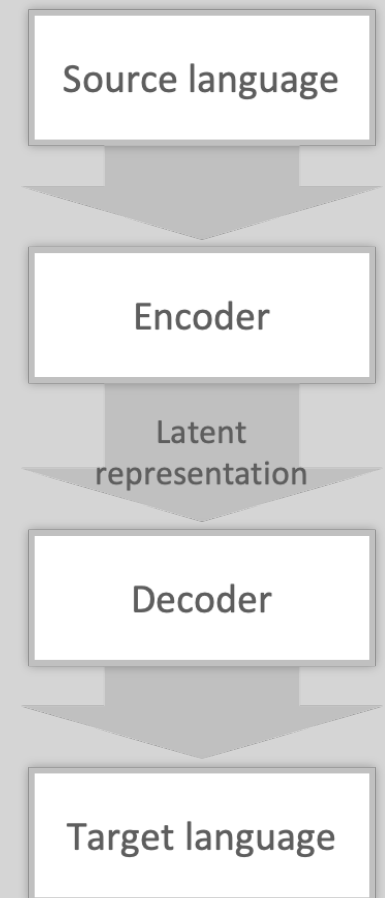 Source language
Encoder
Latent
representation
Decoder
Target language